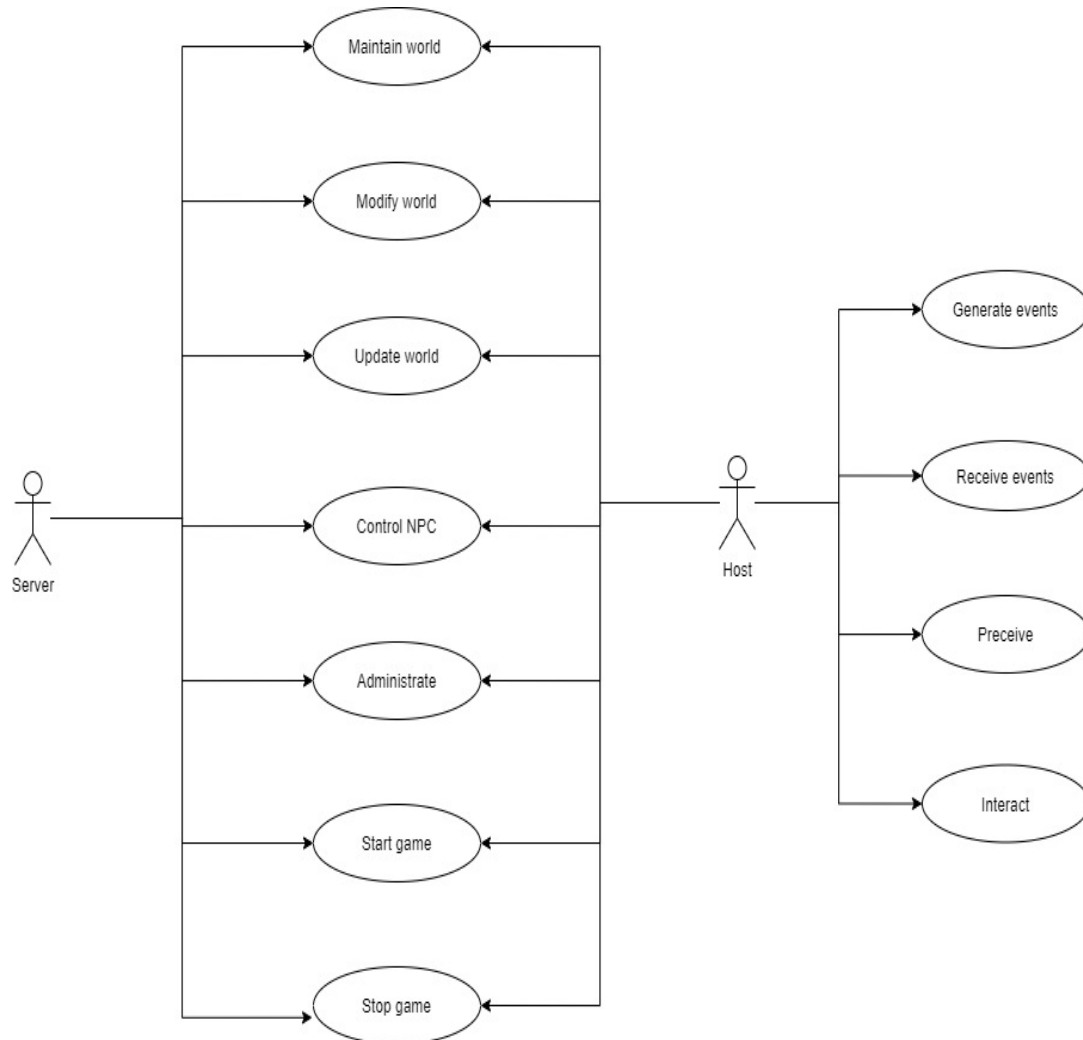 Maintain world
Modify world
Generate events
Update world
Receive events
Control NPC
Server
Host
Preceive
Administrate
Interact
Start game
Stop game